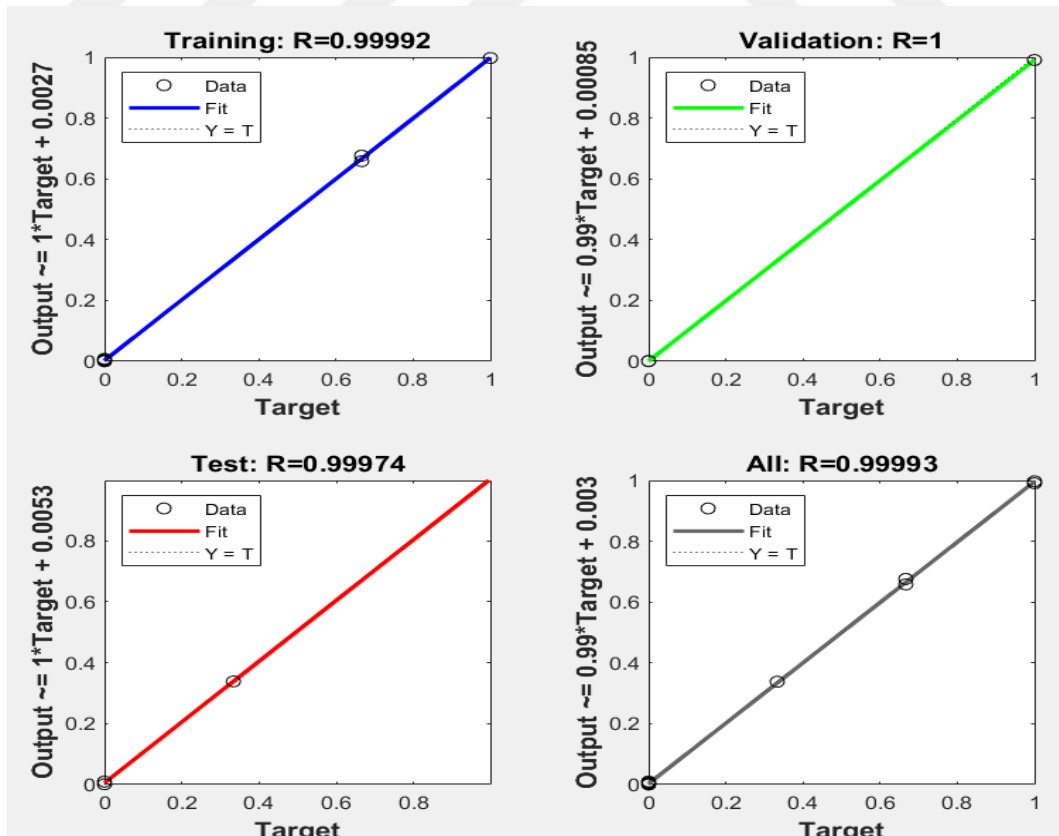 Training: R=0.99992
Output ~= 1*Target + 0.0027
1
0.8
0.6
0.4
0.2
0
Data
Fit
Y = T
0 0.2 0.4 0.6 0.8 1
Target
Validation: R=1
Output ~= 0.99*Target + 0.00085
1
0.8
0.6
0.4
0.2
0
Data
Fit
Y = T
0 0.2 0.4 0.6 0.8 1
Target
Test: R=0.99974
Output ~= 1*Target + 0.0053
0.8
0.6
0.4
0.2
0
Data
Fit
Y = T
0 0.2 0.4 0.6 0.8
Target
All: R=0.99993
Output ~= 0.99*Target + 0.003
1
0.8
0.6
0.4
0.2
0
Data
Fit
Y = T
0 0.2 0.4 0.6 0.8 1
Target